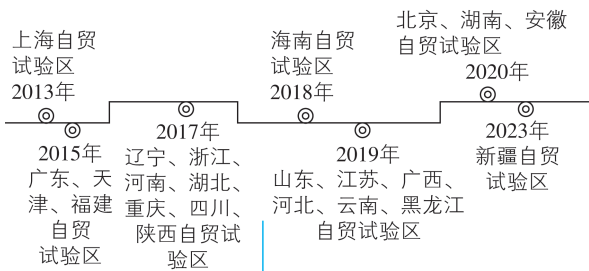 上海自贸
试验区
2013年
2015年
广东、天
津、福建
自贸
试验区
2017年
辽宁、浙江、
河南、湖北、
重庆、四川、
陕西自贸试
验区
海南自贸
试验区
2018年
2019年
山东、江苏、广西、
河北、云南、黑龙江
自贸试验区
北京、湖南、安徽
自贸试验区
2020年
2023年
新疆自贸
试验区